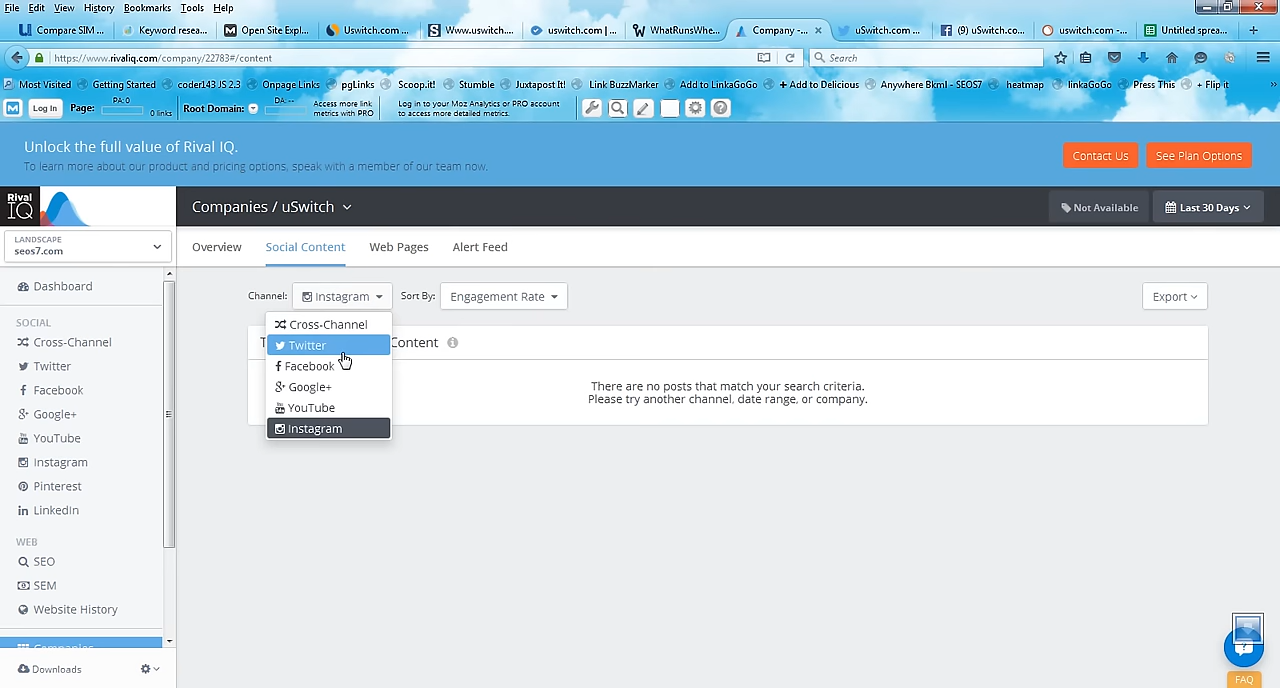 File Edit View History Bookmarks Tools Help
Compare SIM ...
Keyword resea...
Open Site Expl...
Uswitch.com ...
Www.uswitch....
uswitch.com | ...
WhatRunsWhe...
Company -...
uSwitch.com ...
(9) uSwitch.co...
uswitch.com -...
Untitled sprea...
https://www.rivaliq.com/company/22783#/content
Search
Most Visited
Getting Started
coder143 JS 2.3
Onpage Links
pgLinks
Scoop.it!
Stumble
Juxtapost It!
Link BuzzMarker
Add to LinkaGoGo
+ Add to Delicious
Anywhere Bkml - SEOS7
heatmap
linkaGoGo
Press This
+ Flip it
Log In
Page:
DA: 0
0 links
Root Domain:
DA: --
Access more link
metrics with PRO
Log in to your Moz Analytics or PRO account
to access more detailed metrics.
Unlock the full value of Rival IQ.
To learn more about our product and pricing options, speak with a member of our team now.
Contact Us
See Plan Options
Rival
IQ
Companies / uSwitch
Not Available
Last 30 Days
LANDSCAPE
seos7.com
Overview
Social Content
Web Pages
Alert Feed
Dashboard
SOCIAL
Cross-Channel
Twitter
Facebook
Google+
YouTube
Instagram
Pinterest
LinkedIn
WEB
SEO
SEM
Website History
Companies
Downloads
Channel:
Instagram
Sort By:
Engagement Rate
Export
Cross-Channel
Twitter
Facebook
Google+
YouTube
Instagram
Content
There are no posts that match your search criteria.
Please try another channel, date range, or company.
FAQ